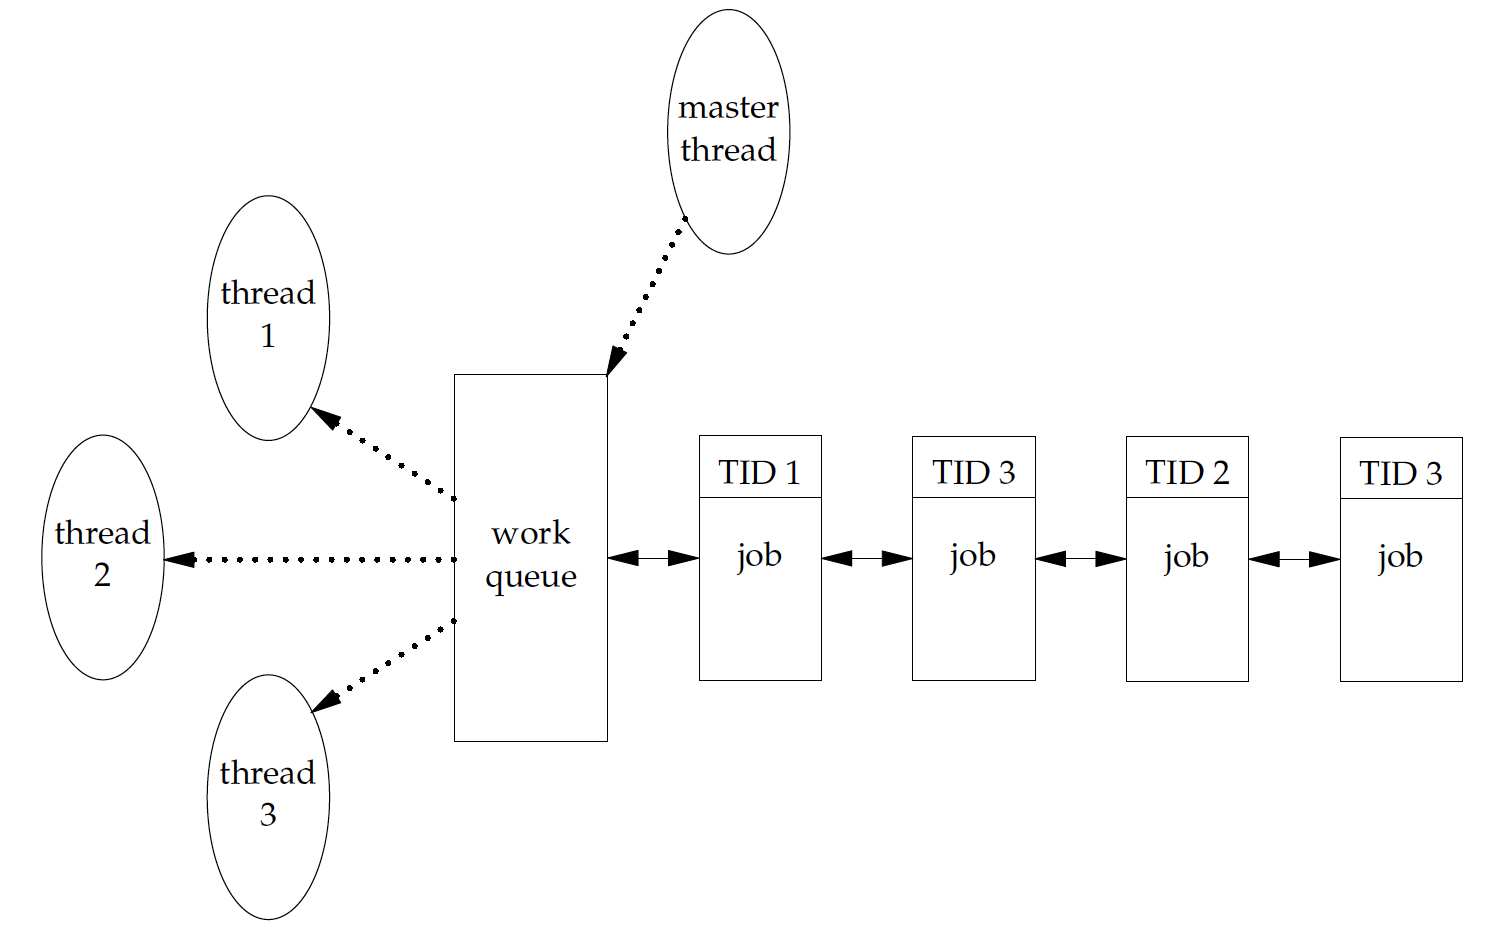 master
thread
thread
1
thread
2
thread
3
work
queue
TID 1
job
TID 3
job
TID 2
job
TID 3
job